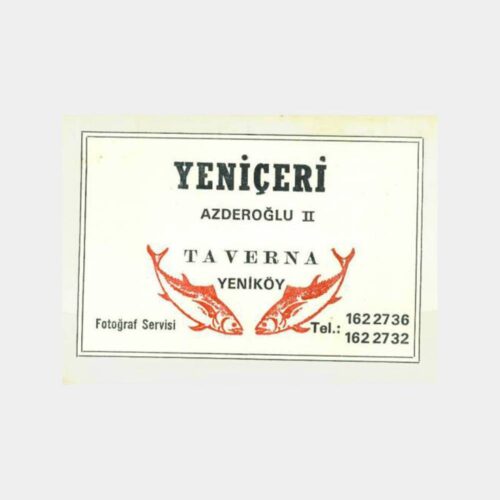 YENİÇERİ
AZDEROĞLU II
TAVERNA
YENİKÖY
Fotoğraf Servisi
Tel.: 162 2736
162 2732